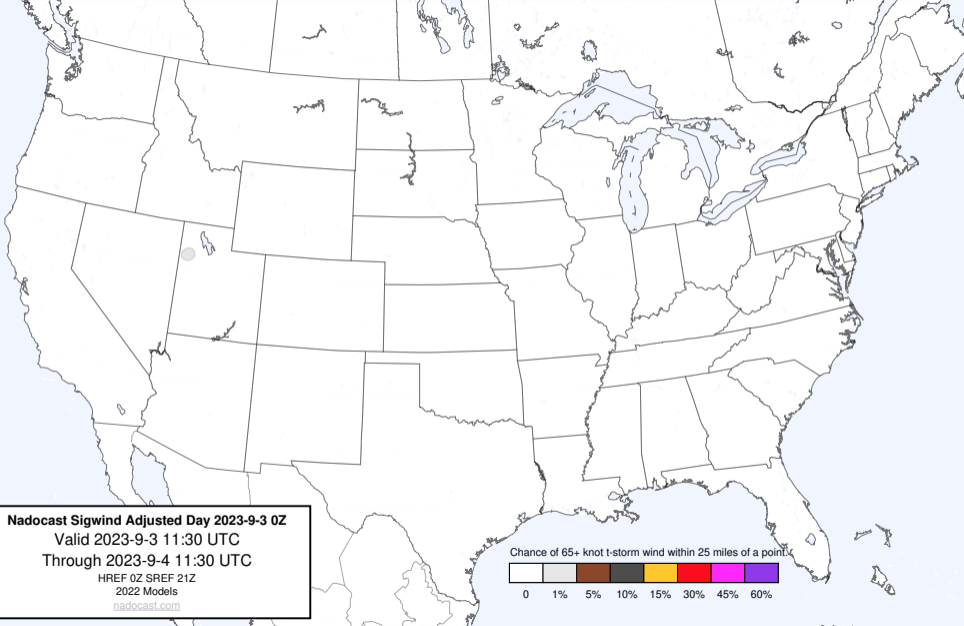 Nadocast Sigwind Adjusted Day 2023-9-3 0Z
Valid 2023-9-3 11:30 UTC
Through 2023-9-4 11:30 UTC
HREF 0Z SREF 21Z
2022 Models
nadocast.com
Chance of 65+ knot t-storm wind within 25 miles of a point.
0 1% 5% 10% 15% 30% 45% 60%